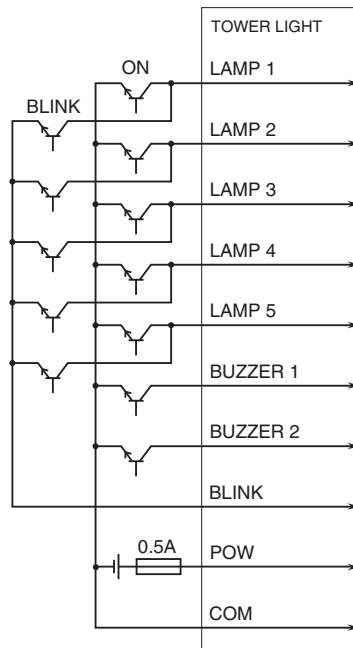 TOWER LIGHT
ON
LAMP 1
BLINK
LAMP 2
LAMP 3
LAMP 4
LAMP 5
BUZZER 1
BUZZER 2
BLINK
0.5A
POW
COM